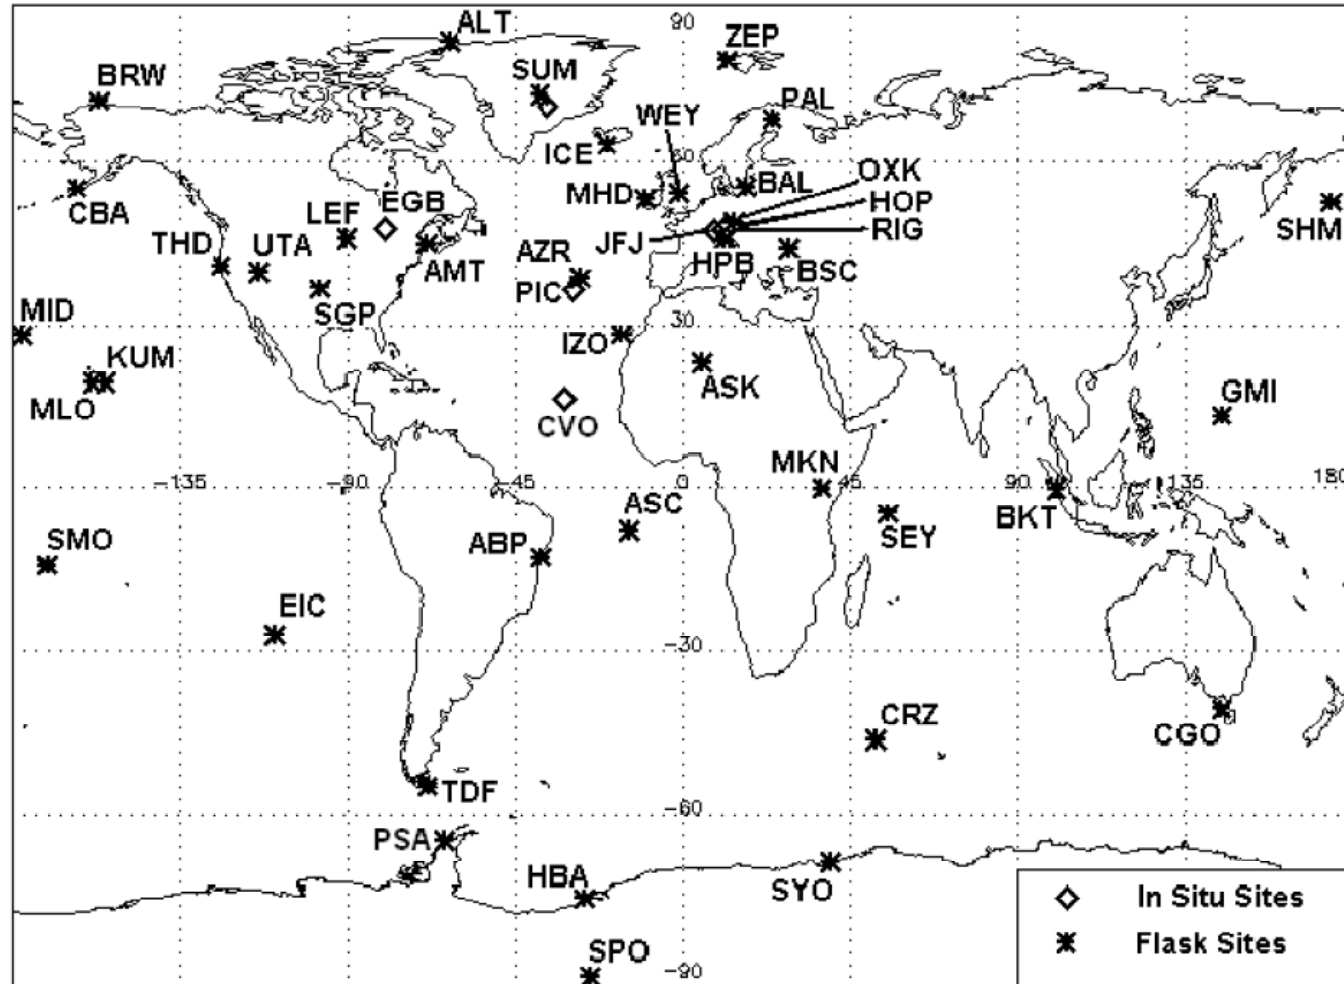 90
ALT
ZEP
BRW
SUM
PAL
WEY
ICE
60
OXK
MHD
BAL
HOP
CBA
LEF
EGB
RIG
SHM
THD
UTA
AMT
AZR
JFJ
HPB
BSC
PIC
SGP
MID
30
IZO
KUM
ASK
MLO
CVO
GMI
MKN
-135
-90
-45
0
45
90
135
180
ASC
BKT
SMO
ABP
SEY
EIC
-30
CRZ
CGO
TDF
-60
PSA
HBA
SYO
In Situ Sites
Flask Sites
SPO
-90